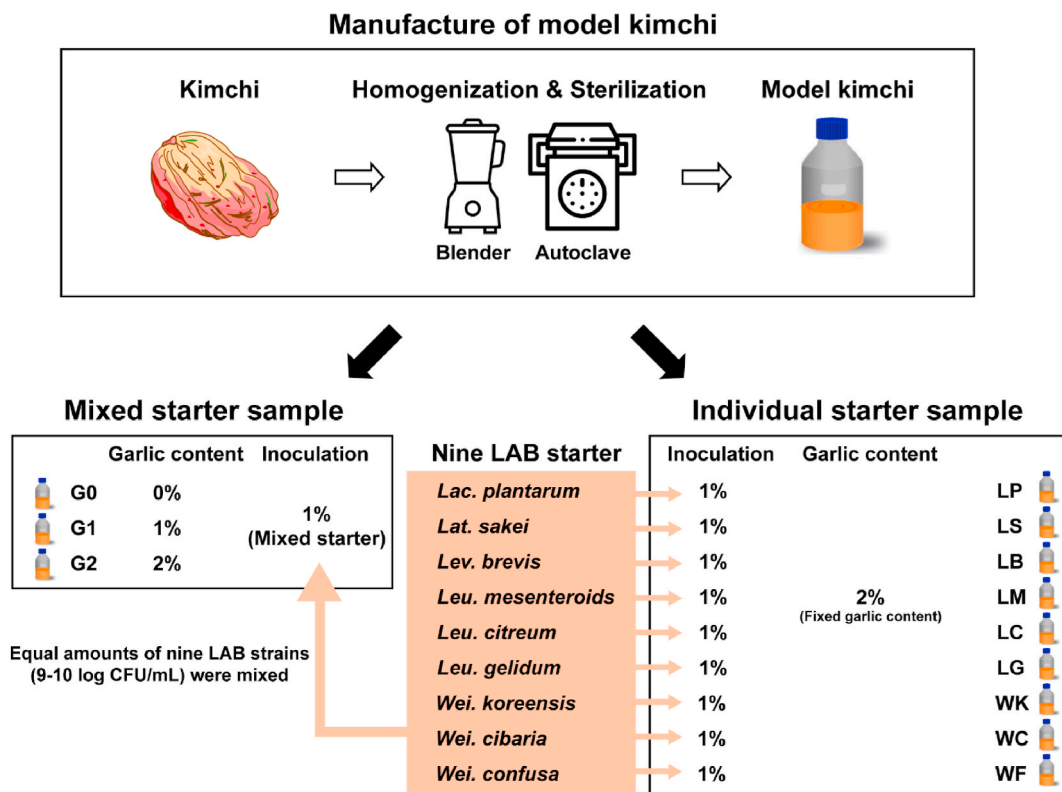 Manufacture of model kimchi
Kimchi
Homogenization & Sterilization
Model kimchi
Blender
Autoclave
Mixed starter sample
Garlic content
Inoculation
G0
0%
G1
1%
G2
2%
1%
(Mixed starter)
Equal amounts of nine LAB strains
(9-10 log CFU/mL) were mixed
Nine LAB starter
Lac. plantarum
Lat. sakei
Lev. brevis
Leu. mesenteroids
Leu. citreum
Leu. gelidum
Wei. koreensis
Wei. cibaria
Wei. confusa
Individual starter sample
Inoculation
Garlic content
1%
1%
1%
1%
1%
1%
1%
1%
1%
2%
(Fixed garlic content)
LP
LS
LB
LM
LC
LG
WK
WC
WF